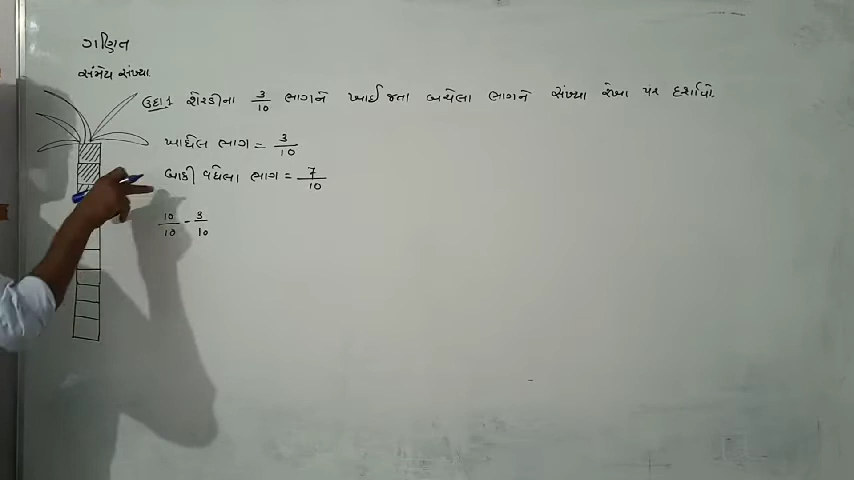 ગણિત
સંમેય સંખ્યા
ઉદા1 શેરડીના 3/10 ભાગને ખાઈ જતા બચેલા ભાગને સંખ્યા રેખા પર દર્શાવો.
ખાધેલ ભાગ = 3/10
બાકી વધેલા ભાગ = 7/10
10/10 - 3/10